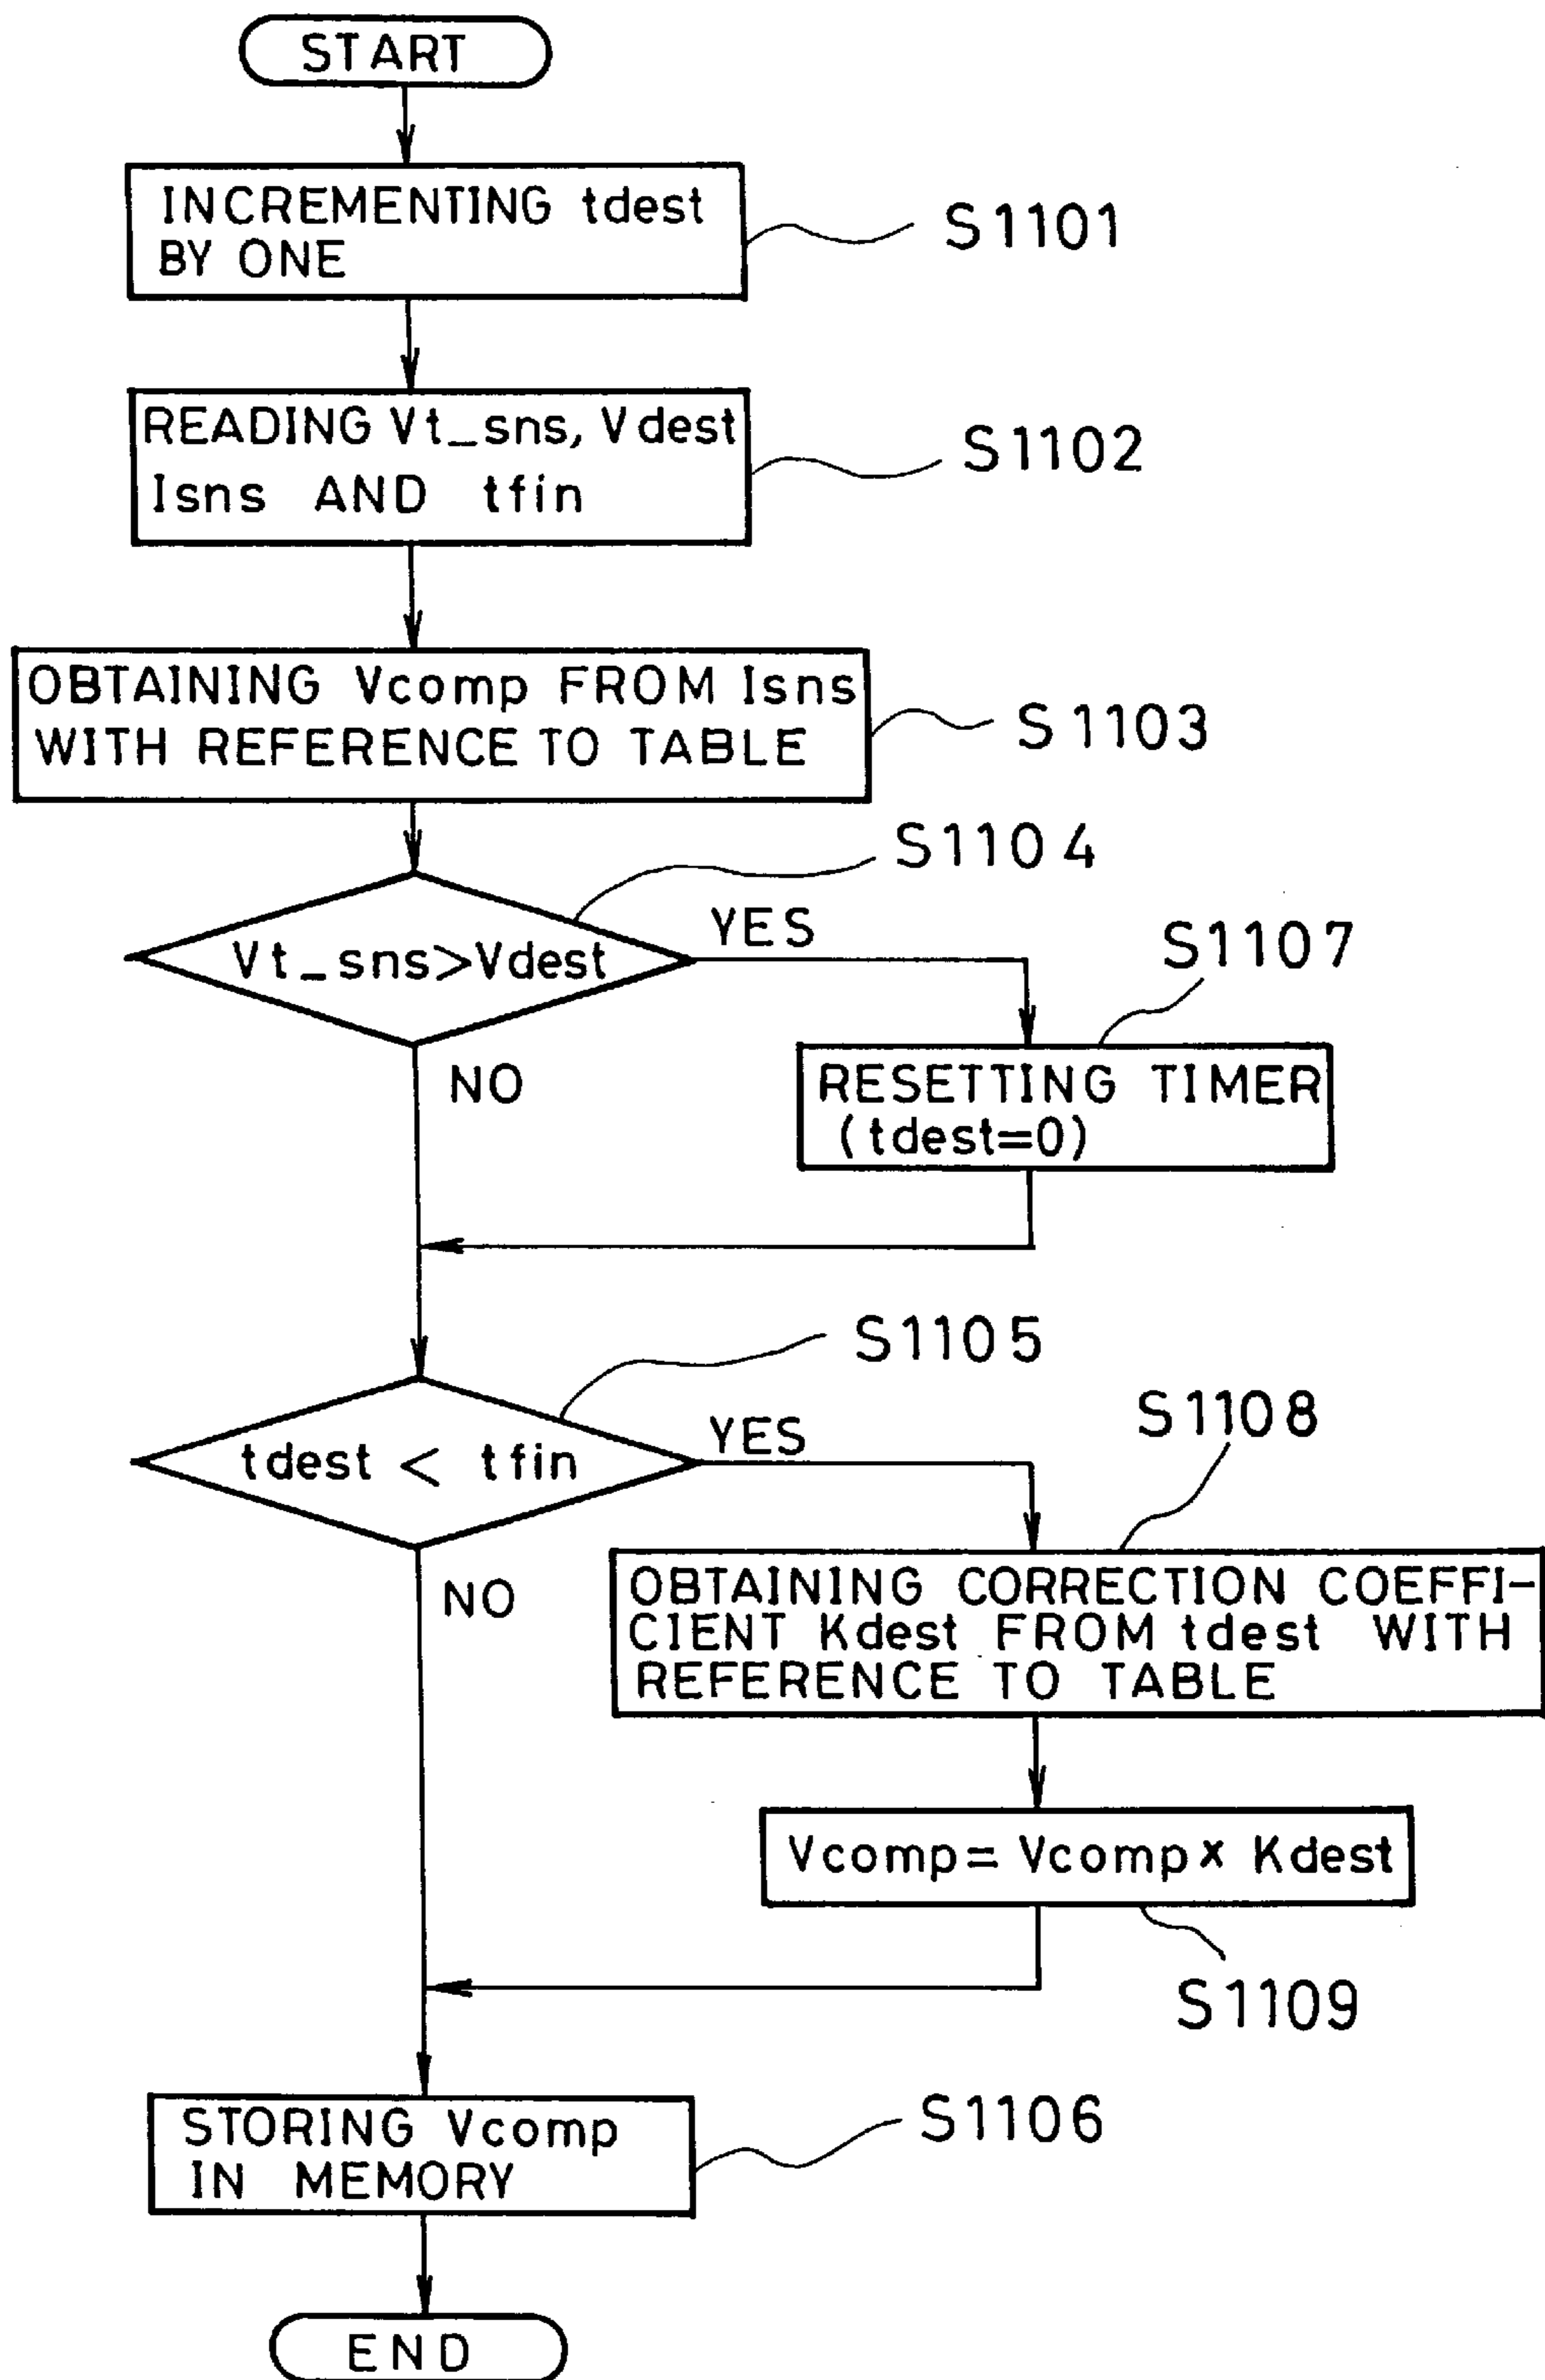 START
INCREMENTING tdest
BY ONE
S1101
READING Vt_sns, Vdest
Isns AND tfin
S1102
OBTAINING Vcomp FROM Isns
WITH REFERENCE TO TABLE
S1103
S1104
Vt_sns>Vdest
YES
NO
S1107
RESETTING TIMER
(tdest=0)
S1105
tdest < tfin
YES
NO
S1108
OBTAINING CORRECTION COEFFI-
CIENT Kdest FROM tdest WITH
REFERENCE TO TABLE
Vcomp= Vcomp x Kdest
S1109
STORING Vcomp
IN MEMORY
S1106
END